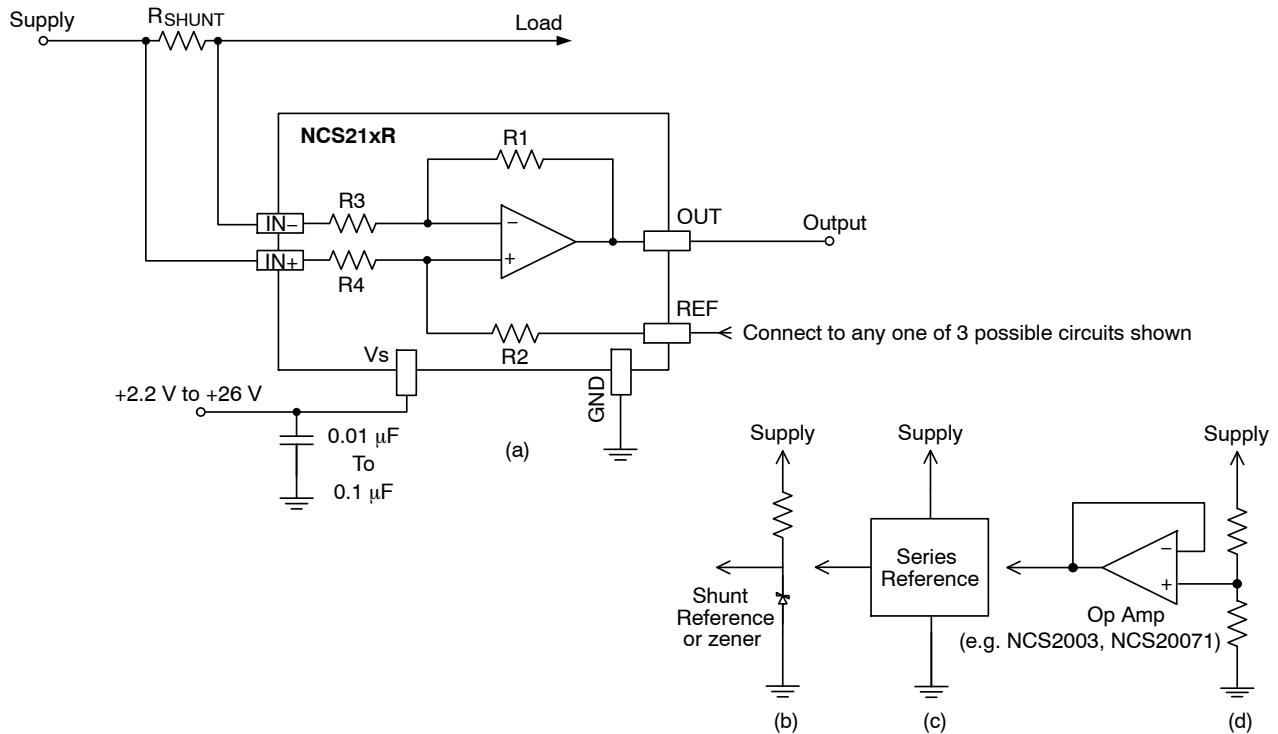 Supply
RSHUNT
Load
NCS21xR
R1
R3
IN−
OUT
Output
IN+
R4
−
+
REF
Connect to any one of 3 possible circuits shown
R2
Vs
GND
+2.2 V to +26 V
0.01 μF
To
0.1 μF
(a)
Supply
Supply
Supply
Shunt
Reference
or zener
Series
Reference
−
+
Op Amp
(e.g. NCS2003, NCS20071)
(b)
(c)
(d)